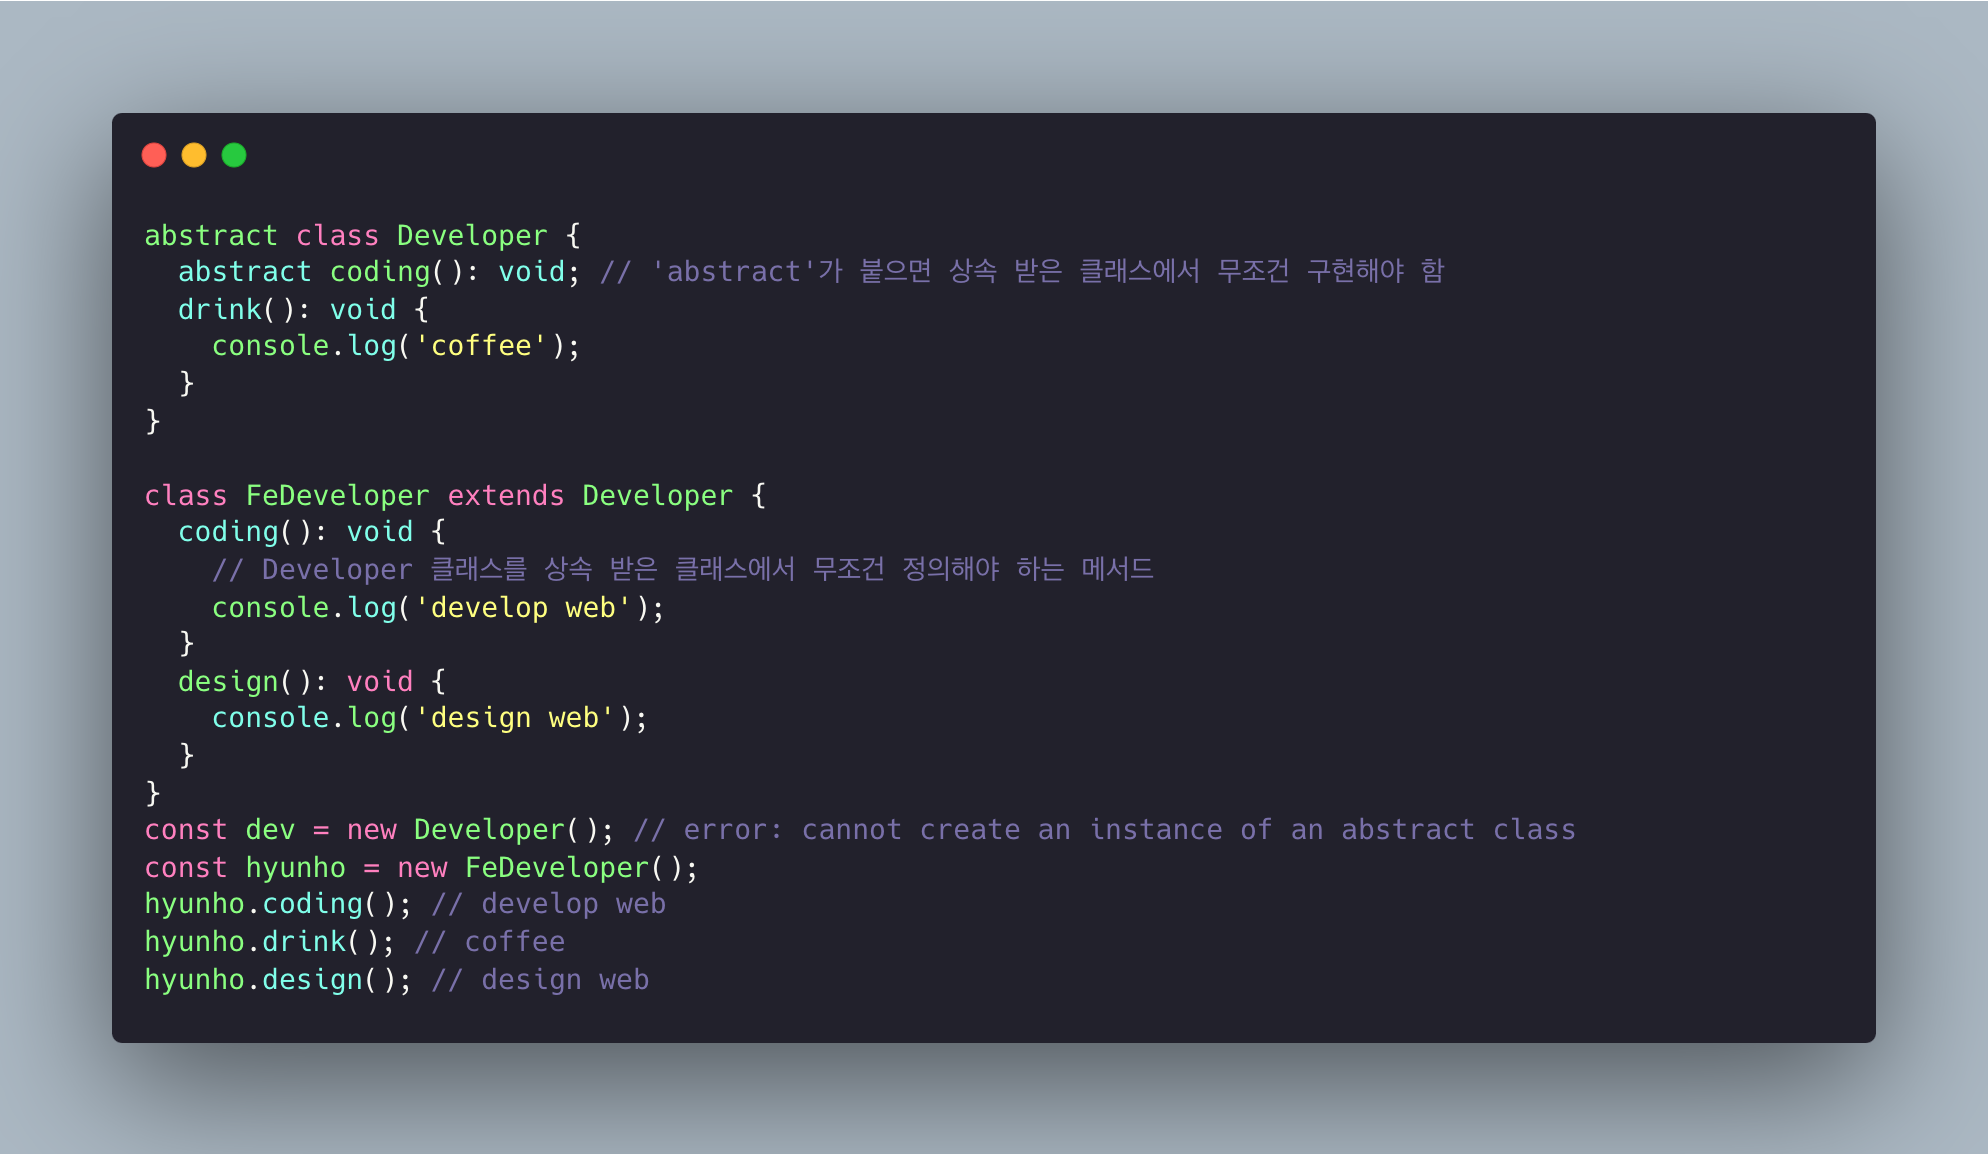 abstract class Developer {
  abstract coding(): void; // 'abstract'가 붙으면 상속 받은 클래스에서 무조건 구현해야 함
  drink(): void {
    console.log('coffee');
  }
}

class FeDeveloper extends Developer {
  coding(): void {
    // Developer 클래스를 상속 받은 클래스에서 무조건 정의해야 하는 메서드
    console.log('develop web');
  }
  design(): void {
    console.log('design web');
  }
}
const dev = new Developer(); // error: cannot create an instance of an abstract class
const hyunho = new FeDeveloper();
hyunho.coding(); // develop web
hyunho.drink(); // coffee
hyunho.design(); // design web